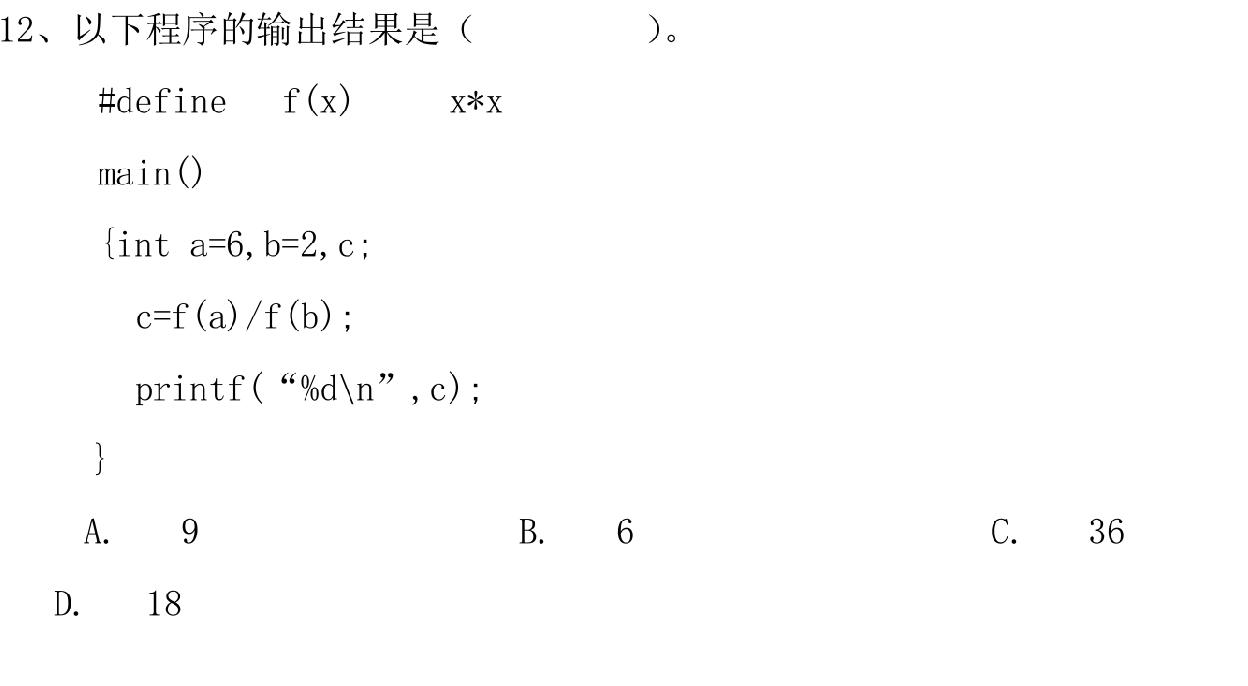 12、以下程序的输出结果是（          ）。
#define   f(x)     x*x
main()
{int a=6,b=2,c;
c=f(a)/f(b);
printf(“%d\n”,c);
}
A.    9                  B.    6                    C.    36
D.    18